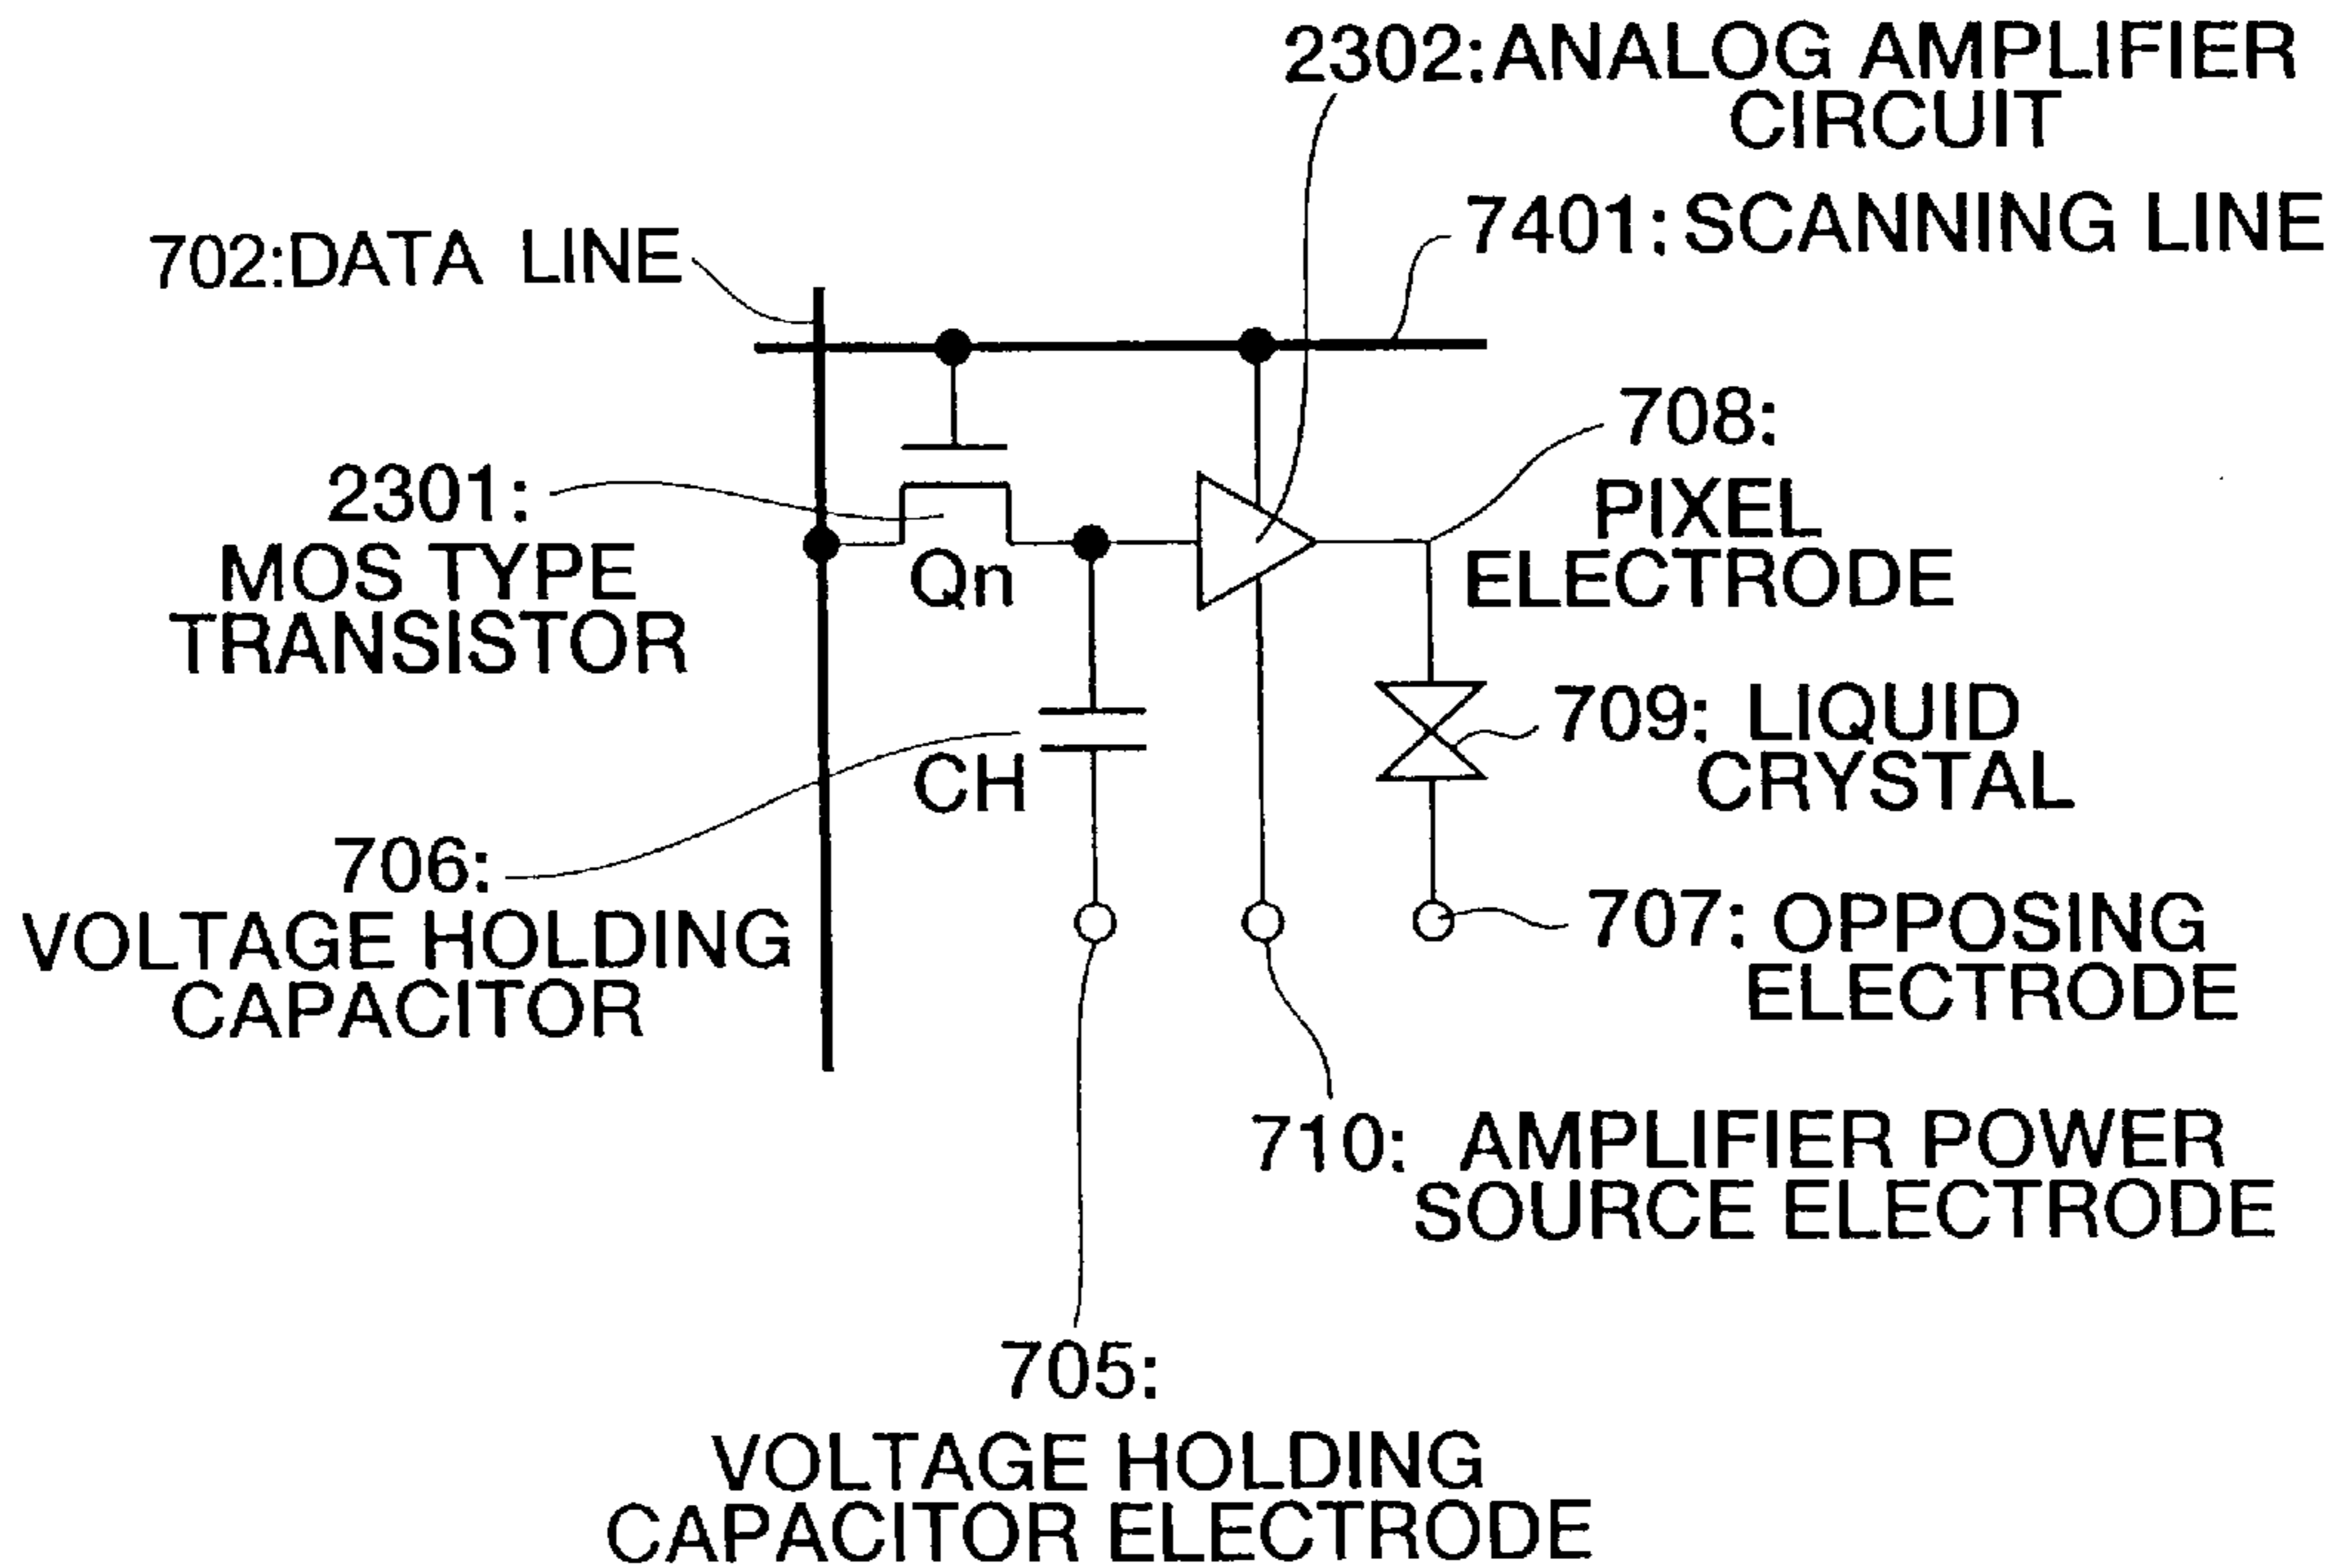 2302:ANALOG AMPLIFIER
CIRCUIT
7401:SCANNING LINE
702:DATA LINE
708:
PIXEL
ELECTRODE
2301:
MOS TYPE
TRANSISTOR
Qn
709: LIQUID
CRYSTAL
CH
706:
VOLTAGE HOLDING
CAPACITOR
707: OPPOSING
ELECTRODE
710: AMPLIFIER POWER
SOURCE ELECTRODE
705:
VOLTAGE HOLDING
CAPACITOR ELECTRODE